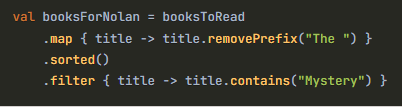 val booksForNolan = booksToRead
    .map { title -> title.removePrefix("The ") }
    .sorted()
    .filter { title -> title.contains("Mystery") }